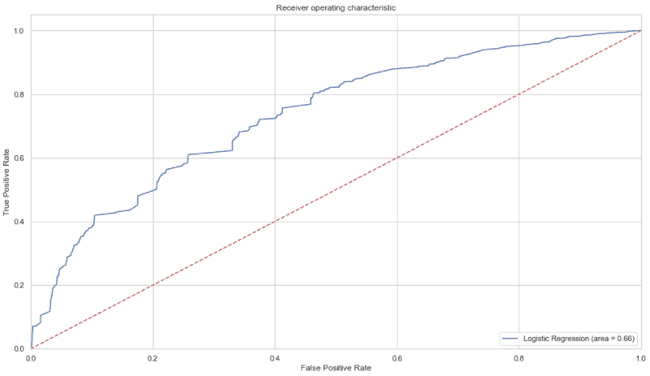 Receiver operating characteristic
1.0
0.8
0.6
0.4
0.2
0.0
True Positive Rate
Logistic Regression (area = 0.66)
0.0 0.2 0.4 0.6 0.8 1.0
False Positive Rate